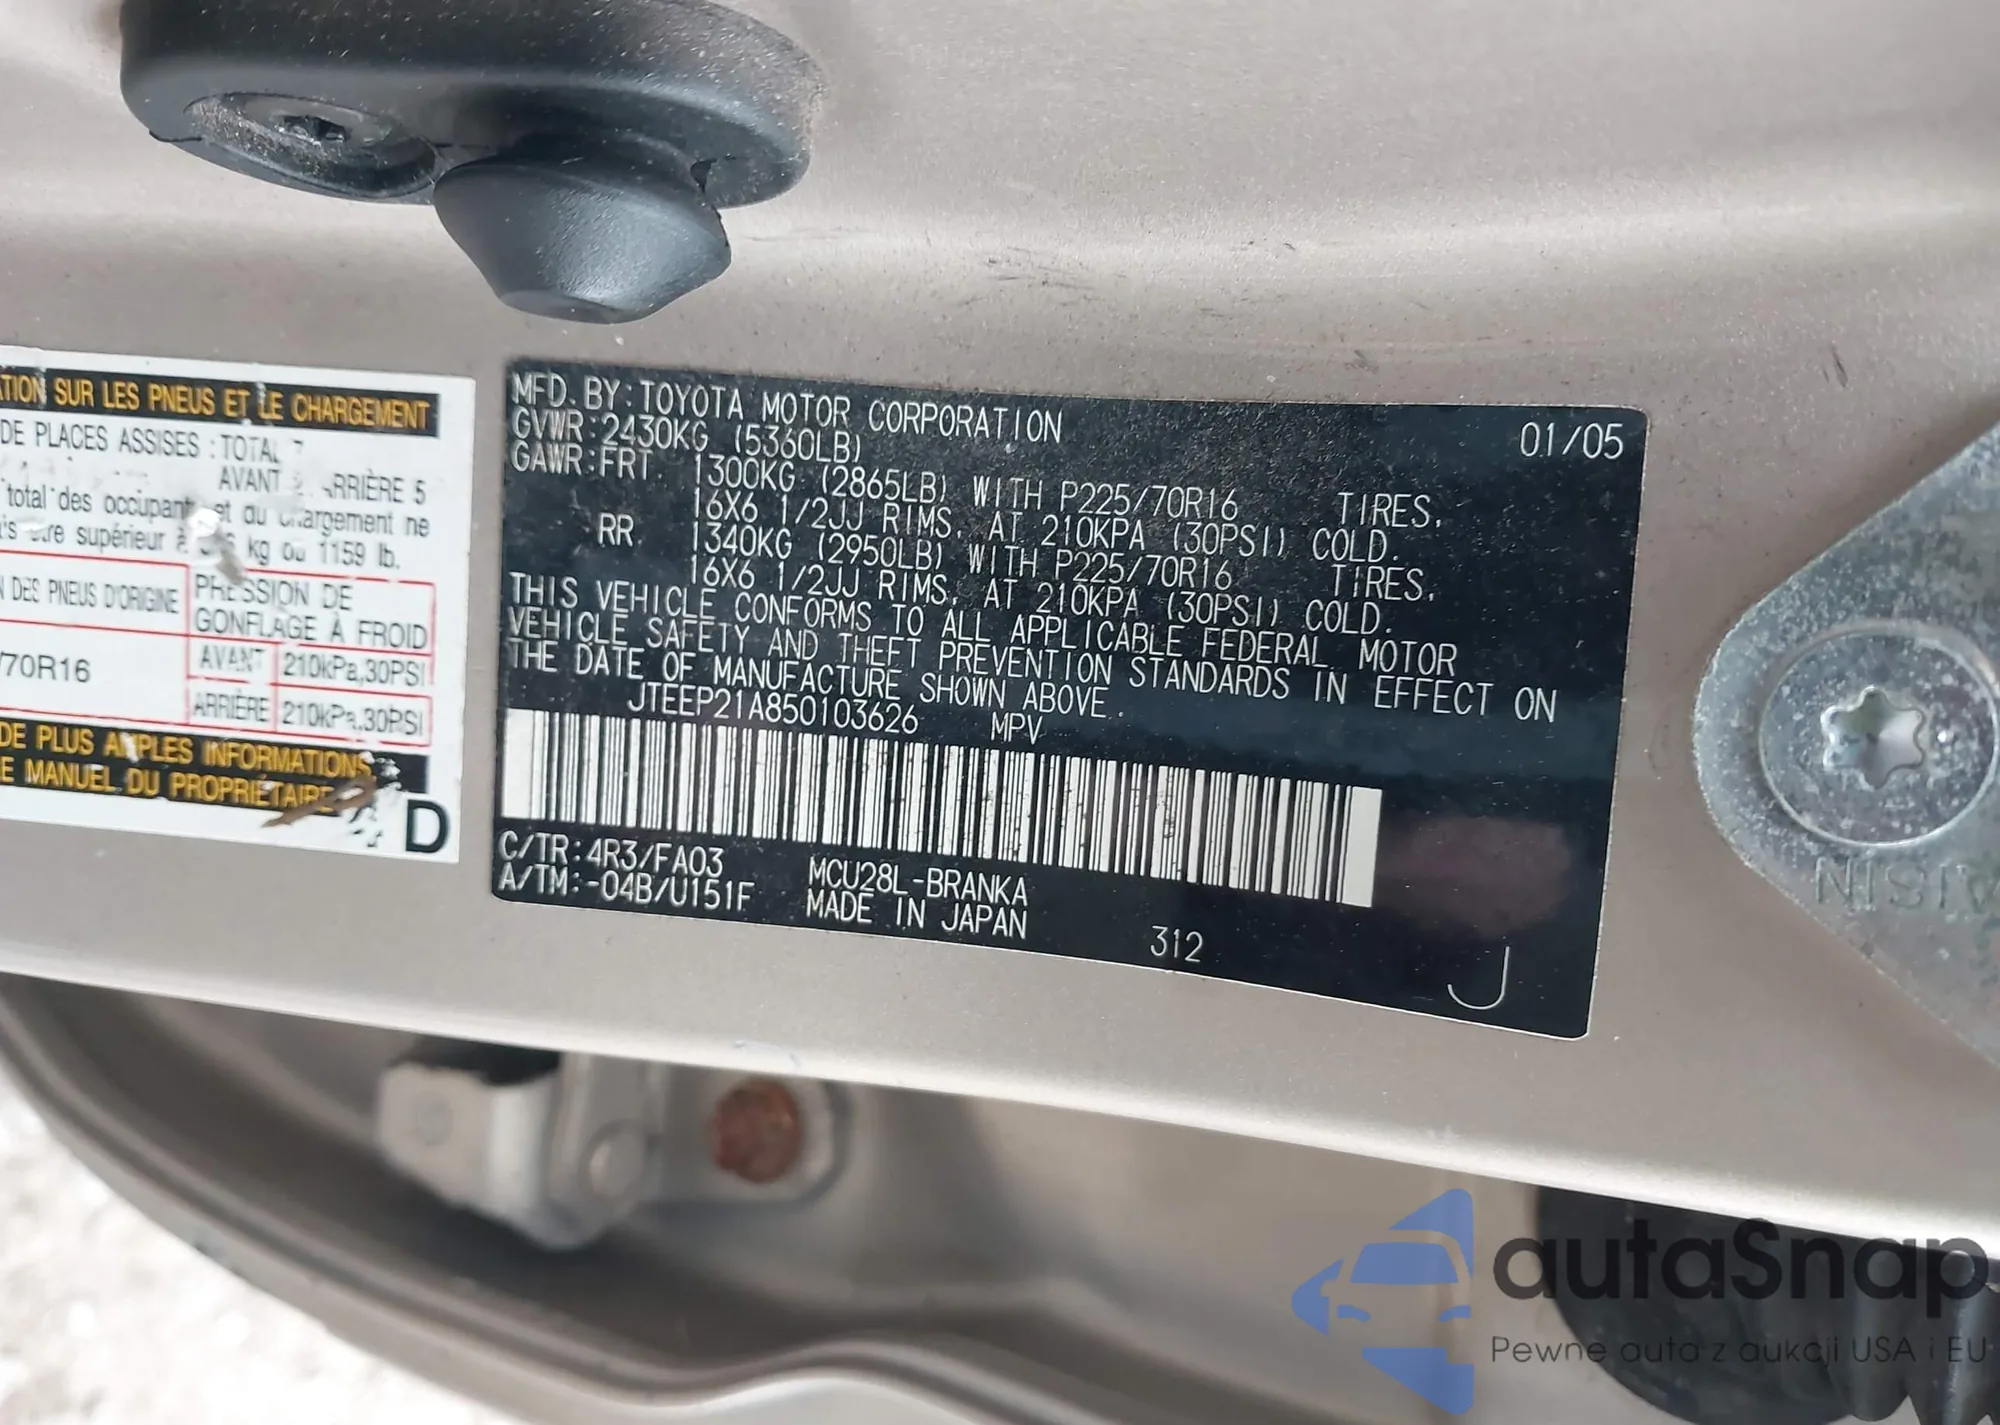 ATION SUR LES PNEUS ET LE CHARGEMENT
DE PLACES ASSISES : TOTAL 7
AVANT ARRIÈRE 5
total des occupants et du chargement ne
supérieur kg ou 1159 lb.
DES PNEUS D'ORIGINE
PRESSION DE
GONFLAGE À FROID
/70R16
AVANT 210kPa,30PSI
ARRIÈRE 210kPa,30PSI
DE PLUS AMPLES INFORMATIONS,
E MANUEL DU PROPRIÉTAIRE
D
MFD. BY: TOYOTA MOTOR CORPORATION 01/05
GVWR: 2430KG (5360LB)
GAWR: FRT 1300KG (2865LB) WITH P225/70R16 TIRES,
16X6 1/2JJ RIMS, AT 210KPA (30PSI) COLD.
RR 1340KG (2950LB) WITH P225/70R16 TIRES,
16X6 1/2JJ RIMS, AT 210KPA (30PSI) COLD.
THIS VEHICLE CONFORMS TO ALL APPLICABLE FEDERAL MOTOR
VEHICLE SAFETY AND THEFT PREVENTION STANDARDS IN EFFECT ON
THE DATE OF MANUFACTURE SHOWN ABOVE.
JTEEP21A850103626 MPV
C/TR: 4R3/FA03 MCU28L-BRANKA
A/TM: -04B/U151F MADE IN JAPAN
312
J
AISIN
autaSnap
Pewne auta z aukcji USA i EU